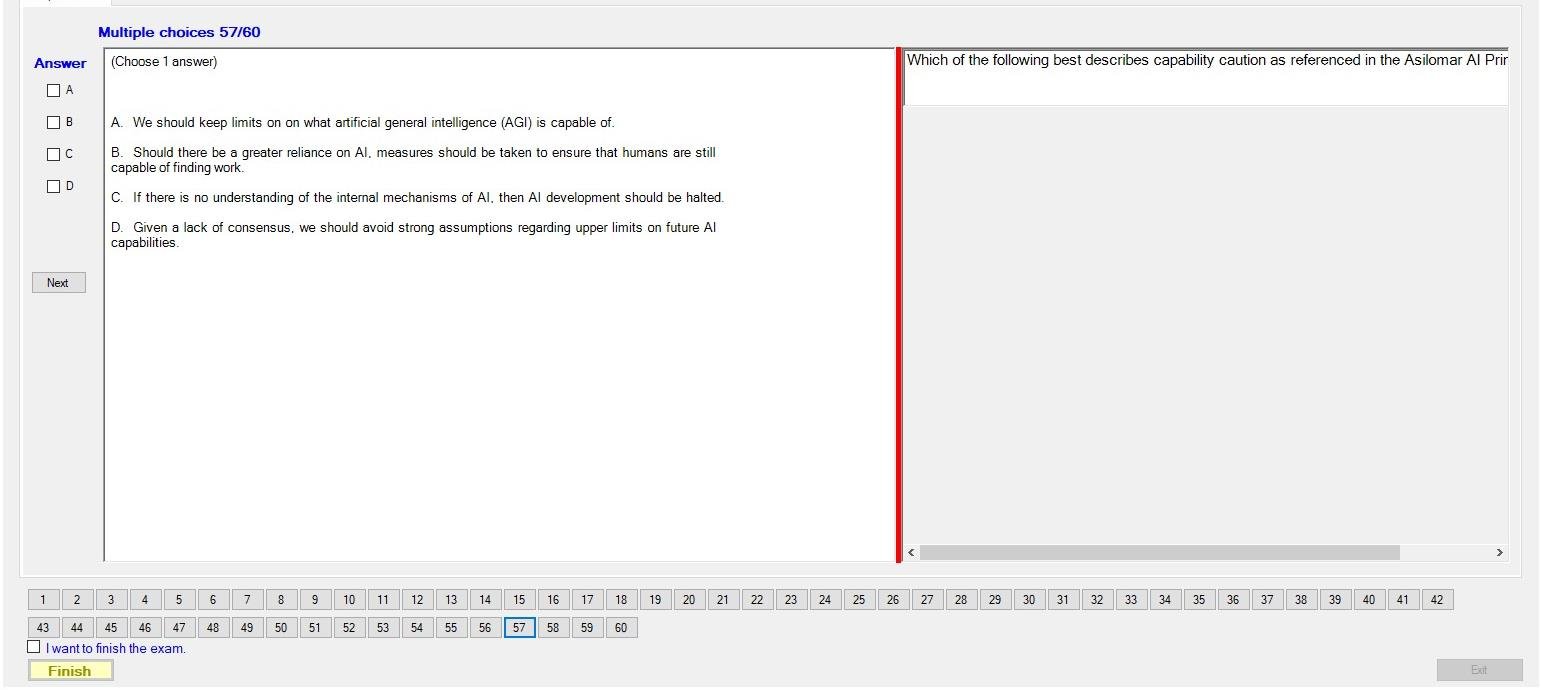 Multiple choices 57/60
Answer
A
B
C
D
Next
(Choose 1 answer)
A. We should keep limits on on what artificial general intelligence (AGI) is capable of.
B. Should there be a greater reliance on AI, measures should be taken to ensure that humans are still
capable of finding work.
C. If there is no understanding of the internal mechanisms of AI, then AI development should be halted.
D. Given a lack of consensus, we should avoid strong assumptions regarding upper limits on future AI
capabilities.
Which of the following best describes capability caution as referenced in the Asilomar AI Prin
1 2 3 4 5 6 7 8 9 10 11 12 13 14 15 16 17 18 19 20 21 22 23 24 25 26 27 28 29 30 31 32 33 34 35 36 37 38 39 40 41 42
43 44 45 46 47 48 49 50 51 52 53 54 55 56 57 58 59 60
I want to finish the exam.
Finish
Exit